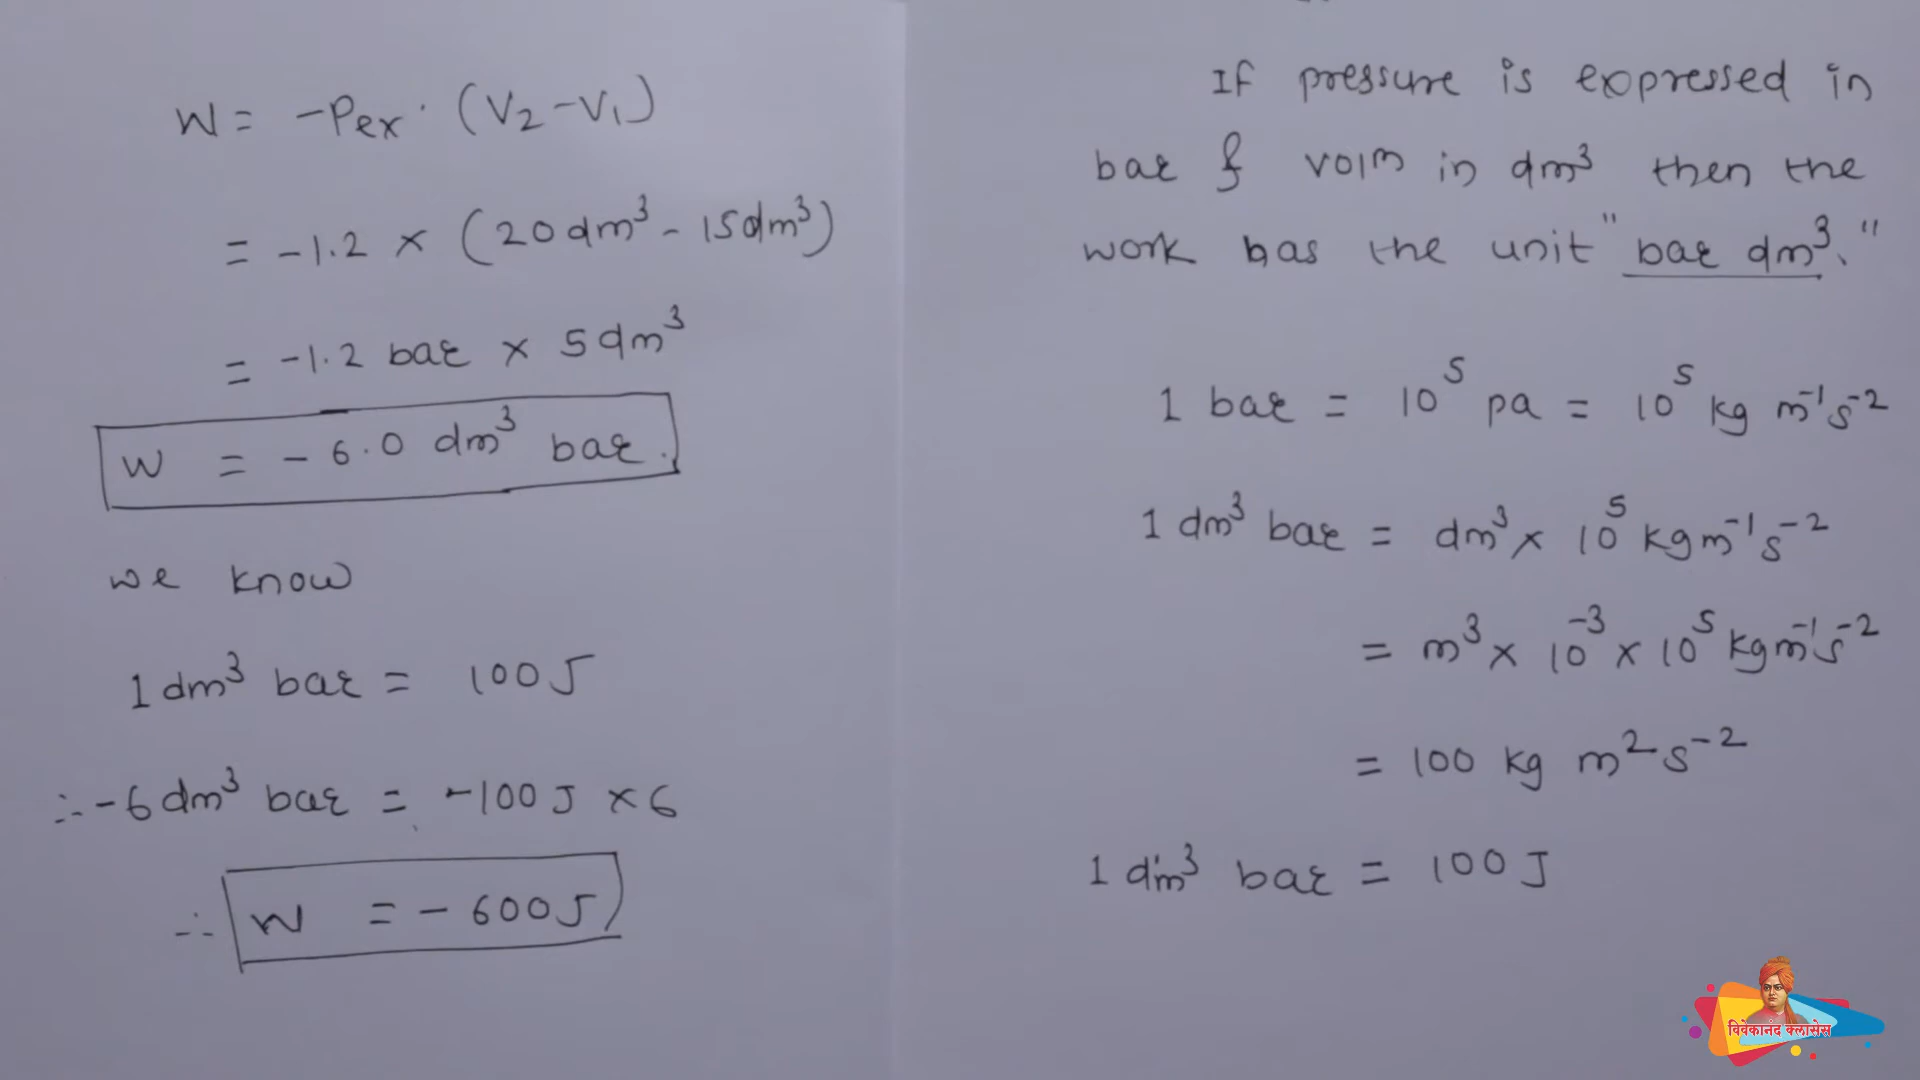 W = -Pex · (V₂ - V₁)
= -1.2 × (20 dm³ - 15 dm³)
= -1.2 bar × 5 dm³
W = - 6.0 dm³ bar.
we know
1 dm³ bar = 100 J
∴ -6 dm³ bar = -100 J × 6
∴ W = - 600 J
If pressure is expressed in
bar & volm in dm³ then the
work has the unit "bar dm³."
1 bar = 10⁵ pa = 10⁵ kg m⁻¹ s⁻²
1 dm³ bar = dm³ × 10⁵ kg m⁻¹ s⁻²
= m³ × 10⁻³ × 10⁵ kg m⁻¹ s⁻²
= 100 kg m² s⁻²
1 dm³ bar = 100 J
विवेकानंद क्लासेस